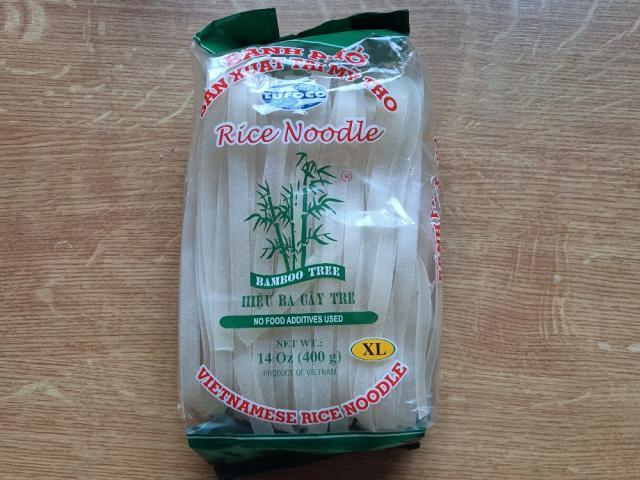 BÁNH PHỞ
SẢN XUẤT TẠI MỸ THO
RUFOCO
Rice Noodle
®
BAMBOO TREE
HIỆU BA CÂY TRE
NO FOOD ADDITIVES USED
NET WT.:
14 Oz (400 g)
XL
PRODUCT OF VIETNAM
VIETNAMESE RICE NOODLE